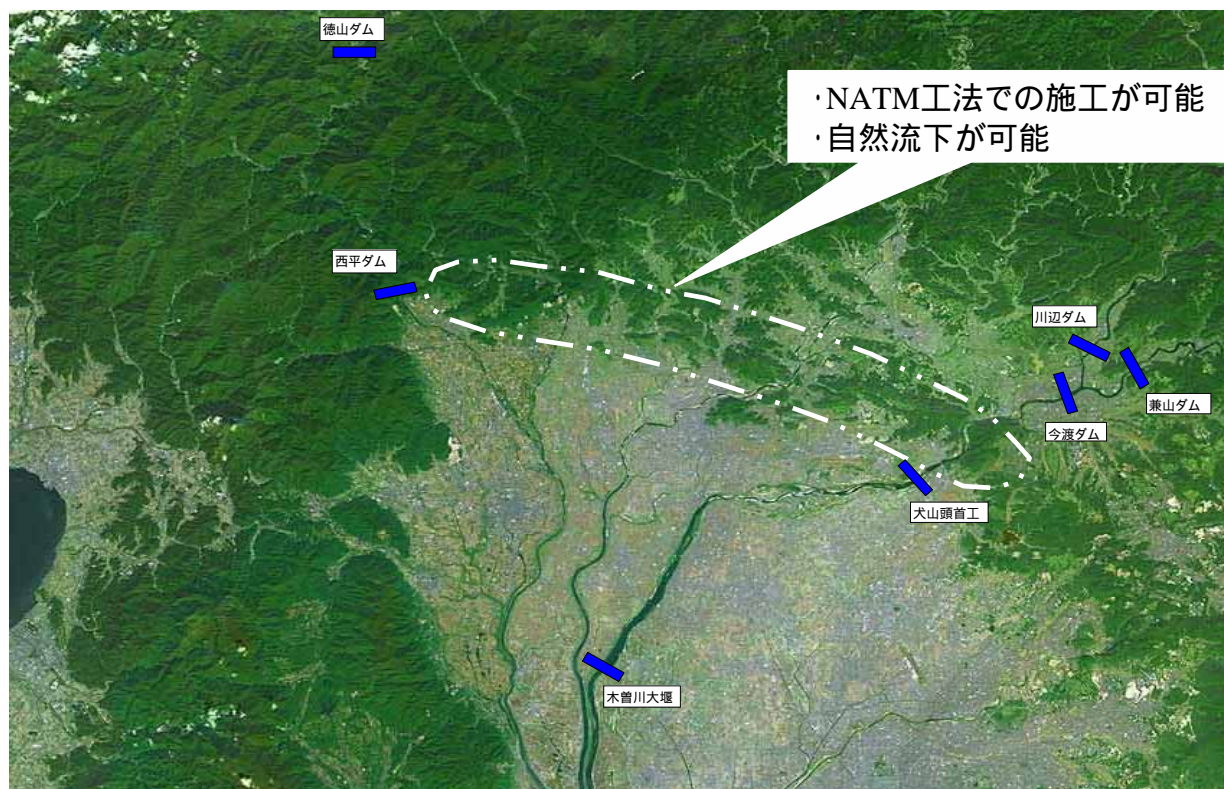 徳山ダム
·NATM工法での施工が可能
·自然流下が可能
西平ダム
川辺ダム
兼山ダム
今渡ダム
犬山頭首工
木曽川大堰